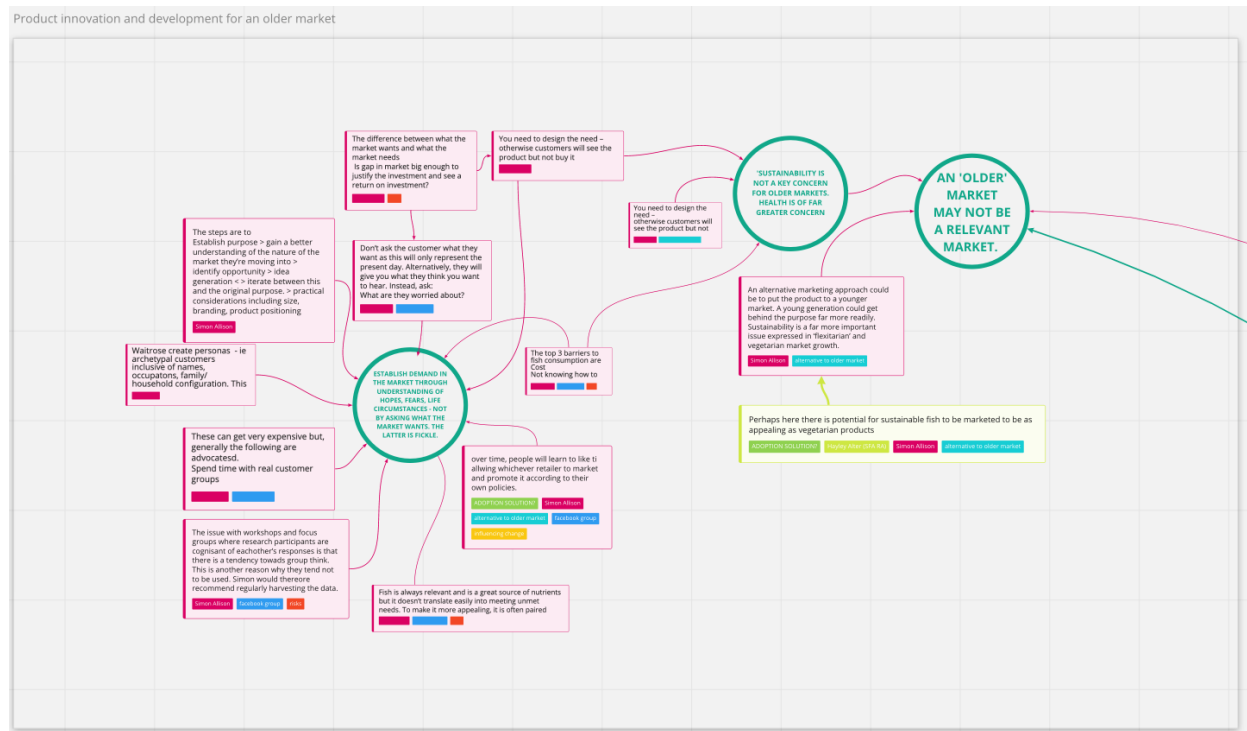 Product innovation and development for an older market
The difference between what the
market wants and what the
market needs
Is gap in market big enough to
justify the investment and see a
return on investment?
You need to design the need –
otherwise customers will see the
product but not buy it
'SUSTAINABILITY IS
NOT A KEY CONCERN
FOR OLDER MARKETS.
HEALTH IS OF FAR
GREATER CONCERN
AN 'OLDER'
MARKET
MAY NOT BE
A RELEVANT
MARKET.
You need to design the
need –
otherwise customers will
see the product but not
The steps are to
Establish purpose > gain a better
understanding of the nature of the
market they're moving into >
identify opportunity > idea
generation < > iterate between this
and the original purpose. > practical
considerations including size,
branding, product positioning
Simon Allison
Don't ask the customer what they
want as this will only represent the
present day. Alternatively, they will
give you what they think you want
to hear. Instead, ask:
What are they worried about?
An alternative marketing approach could
be to put the product to a younger
market. A young generation could get
behind the purpose far more readily.
Sustainability is a far more important
issue expressed in 'flexitarian' and
vegetarian market growth.
Simon Allison
alternative to older market
Waitrose create personas - ie
archetypal customers
inclusive of names,
occupatons, family/
household configuration. This
The top 3 barriers to
fish consumption are
Cost
Not knowing how to
ESTABLISH DEMAND IN
THE MARKET THROUGH
UNDERSTANDING OF
HOPES, FEARS, LIFE
CIRCUMSTANCES - NOT
BY ASKING WHAT THE
MARKET WANTS. THE
LATTER IS FICKLE.
Perhaps here there is potential for sustainable fish to be marketed to be as
appealing as vegetarian products
ADOPTION SOLUTION?
Simon Allison
alternative to older market
These can get very expensive but,
generally the following are
advocatesd.
Spend time with real customer
groups
over time, people will learn to like ti
allwing whichever retailer to market
and promote it according to their
own policies.
ADOPTION SOLUTION?
Simon Allison
alternative to older market
facebook group
influencing change
The issue with workshops and focus
groups where research participants are
cognisant of eachother's responses is that
there is a tendency towads group think.
This is another reason why they tend not
to be used. Simon would thereore
recommend regularly harvesting the data.
Simon Allison
facebook group
risks
Fish is always relevant and is a great source of nutrients
but it doesn't translate easily into meeting unmet
needs. To make it more appealing, it is often paired